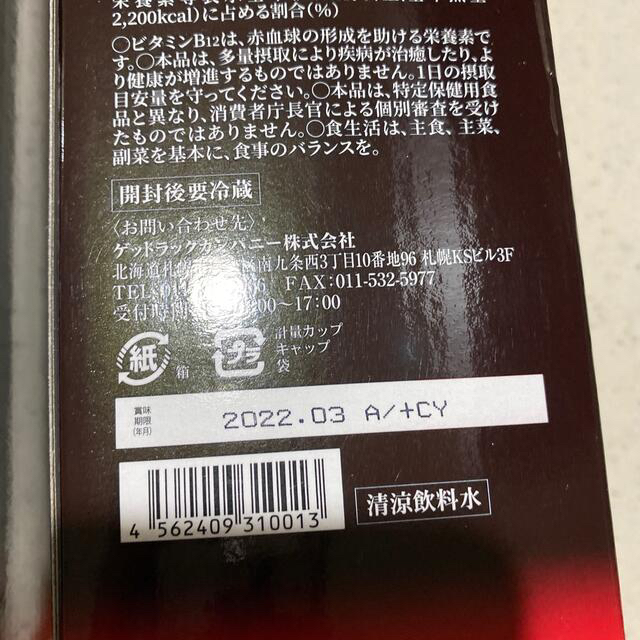 2,200kcal)に占める割合(%)
○ビタミンB12は、赤血球の形成を助ける栄養素で
す。○本品は、多量摂取により疾病が治癒したり、よ
り健康が増進するものではありません。1日の摂取
目安量を守ってください。○本品は、特定保健用食
品と異なり、消費者庁長官による個別審査を受け
たものではありません。○食生活は、主食、主菜、
副菜を基本に、食事のバランスを。
開封後要冷蔵
〈お問い合わせ先〉
ゲットラックカンパニー株式会社
北海道札 区南九条西3丁目10番地96 札幌KSビル3F
TEL 6 FAX:011-532-5977
受付時間 :00〜17:00
紙 箱
プラ 計量カップ
キャップ
袋
賞味
期限
(年月)
2022.03 A/+CY
4 562409 310013
清涼飲料水